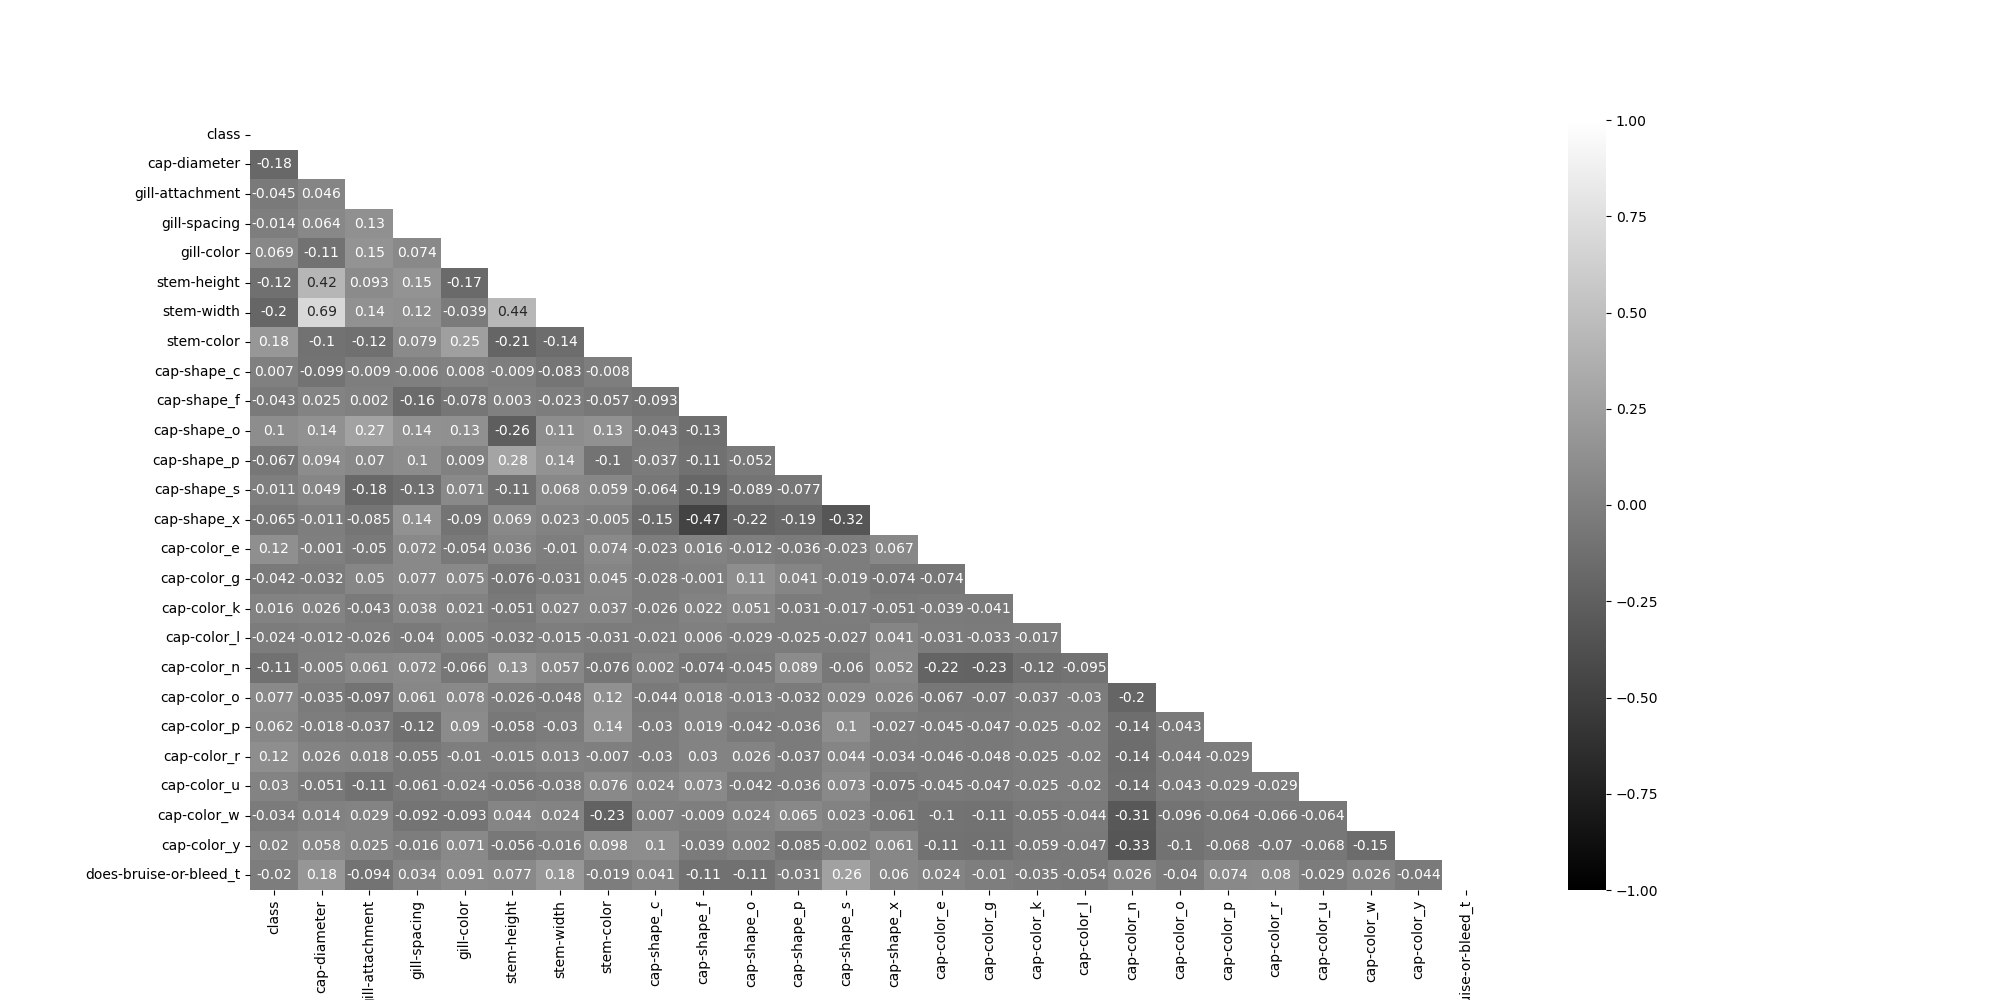 class
cap-diameter -0.18
gill-attachment -0.045 0.046
gill-spacing -0.014 0.064 0.13
gill-color 0.069 -0.11 0.15 0.074
stem-height -0.12 0.42 0.093 0.15 -0.17
stem-width -0.2 0.69 0.14 0.12 -0.039 0.44
stem-color 0.18 -0.1 -0.12 0.079 0.25 -0.21 -0.14
cap-shape_c 0.007 -0.099 -0.009 -0.006 0.008 -0.009 -0.083 -0.008
cap-shape_f -0.043 0.025 0.002 -0.16 -0.078 0.003 -0.023 -0.057 -0.093
cap-shape_o 0.1 0.14 0.27 0.14 0.13 -0.26 0.11 0.13 -0.043 -0.13
cap-shape_p -0.067 0.094 0.07 0.1 0.009 0.28 0.14 -0.1 -0.037 -0.11 -0.052
cap-shape_s -0.011 0.049 -0.18 -0.13 0.071 -0.11 0.068 0.059 -0.064 -0.19 -0.089 -0.077
cap-shape_x -0.065 -0.011 -0.085 0.14 -0.09 0.069 0.023 -0.005 -0.15 -0.47 -0.22 -0.19 -0.32
cap-color_e 0.12 -0.001 -0.05 0.072 -0.054 0.036 -0.01 0.074 -0.023 0.016 -0.012 -0.036 -0.023 0.067
cap-color_g -0.042 -0.032 0.05 0.077 0.075 -0.076 -0.031 0.045 -0.028 -0.001 0.11 0.041 -0.019 -0.074 -0.074
cap-color_k 0.016 0.026 -0.043 0.038 0.021 -0.051 0.027 0.037 -0.026 0.022 0.051 -0.031 -0.017 -0.051 -0.039 -0.041
cap-color_l -0.024 -0.012 -0.026 -0.04 0.005 -0.032 -0.015 -0.031 -0.021 0.006 -0.029 -0.025 -0.027 0.041 -0.031 -0.033 -0.017
cap-color_n -0.11 -0.005 0.061 0.072 -0.066 0.13 0.057 -0.076 0.002 -0.074 -0.045 0.089 -0.06 0.052 -0.22 -0.23 -0.12 -0.095
cap-color_o 0.077 -0.035 -0.097 0.061 0.078 -0.026 -0.048 0.12 -0.044 0.018 -0.013 -0.032 0.029 0.026 -0.067 -0.07 -0.037 -0.03 -0.2
cap-color_p 0.062 -0.018 -0.037 -0.12 0.09 -0.058 -0.03 0.14 -0.03 0.019 -0.042 -0.036 0.1 -0.027 -0.045 -0.047 -0.025 -0.02 -0.14 -0.043
cap-color_r 0.12 0.026 0.018 -0.055 -0.01 -0.015 0.013 -0.007 -0.03 0.03 0.026 -0.037 0.044 -0.034 -0.046 -0.048 -0.025 -0.02 -0.14 -0.044 -0.029
cap-color_u 0.03 -0.051 -0.11 -0.061 -0.024 -0.056 -0.038 0.076 0.024 0.073 -0.042 -0.036 0.073 -0.075 -0.045 -0.047 -0.025 -0.02 -0.14 -0.043 -0.029 -0.029
cap-color_w -0.034 0.014 0.029 -0.092 -0.093 0.044 0.024 -0.23 0.007 -0.009 0.024 0.065 0.023 -0.061 -0.1 -0.11 -0.055 -0.044 -0.31 -0.096 -0.064 -0.066 -0.064
cap-color_y 0.02 0.058 0.025 -0.016 0.071 -0.056 -0.016 0.098 0.1 -0.039 0.002 -0.085 -0.002 0.061 -0.11 -0.11 -0.059 -0.047 -0.33 -0.1 -0.068 -0.07 -0.068 -0.15
does-bruise-or-bleed_t -0.02 0.18 -0.094 0.034 0.091 0.077 0.18 -0.019 0.041 -0.11 -0.11 -0.031 0.26 0.06 0.024 -0.01 -0.035 -0.054 0.026 -0.04 0.074 0.08 -0.029 0.026 -0.044
class
cap-diameter
ill-attachment
gill-spacing
gill-color
stem-height
stem-width
stem-color
cap-shape_c
cap-shape_f
cap-shape_o
cap-shape_p
cap-shape_s
cap-shape_x
cap-color_e
cap-color_g
cap-color_k
cap-color_l
cap-color_n
cap-color_o
cap-color_p
cap-color_r
cap-color_u
cap-color_w
cap-color_y
uise-or-bleed_t
1.00
0.75
0.50
0.25
0.00
−0.25
−0.50
−0.75
−1.00